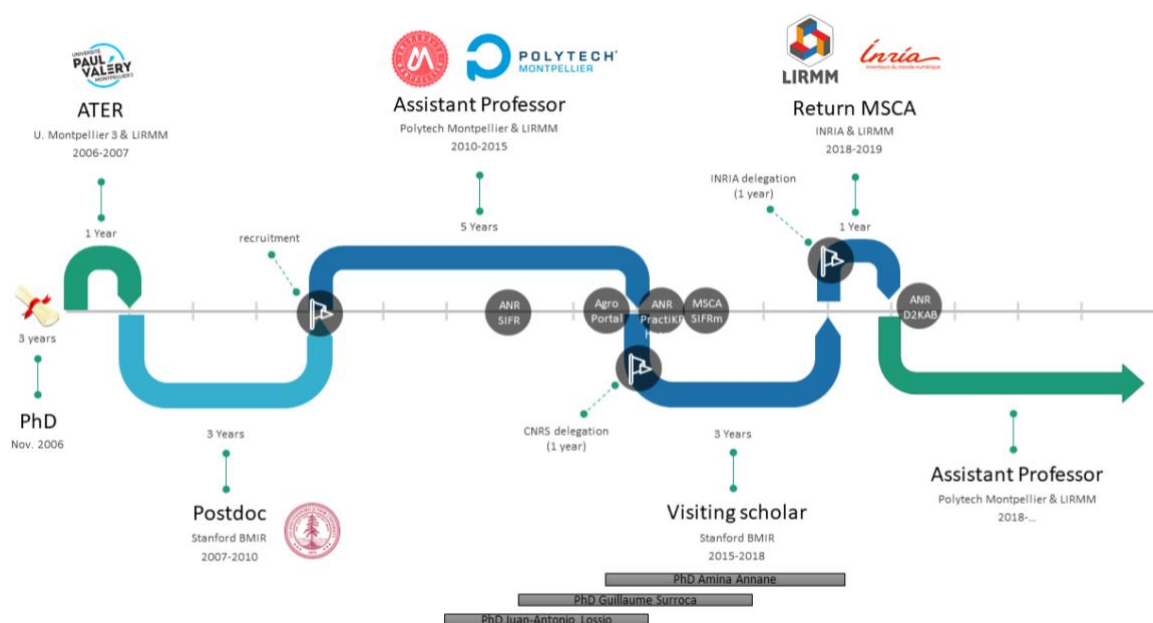 UNIVERSITÉ
PAUL
VALÉRY
MONTPELLIER 3
ATER
U. Montpellier 3 & LIRMM
2006-2007
1 Year
POLYTECH
MONTPELLIER
Assistant Professor
Polytech Montpellier & LIRMM
2010-2015
5 Years
LIRMM
Inria
Return MSCA
INRIA & LIRMM
2018-2019
INRIA delegation
(1 year)
1 Year
recruitment
ANR
SIFR
Agro
Portal
ANR
PractiKP
MSCA
SIFRm
ANR
D2KAB
3 years
PhD
Nov. 2006
3 Years
Postdoc
Stanford BMIR
2007-2010
CNRS delegation
(1 year)
3 Years
Visiting scholar
Stanford BMIR
2015-2018
Assistant Professor
Polytech Montpellier & LIRMM
2018-...
PhD Amina Annane
PhD Guillaume Surroca
PhD Juan-Antonio Lossio